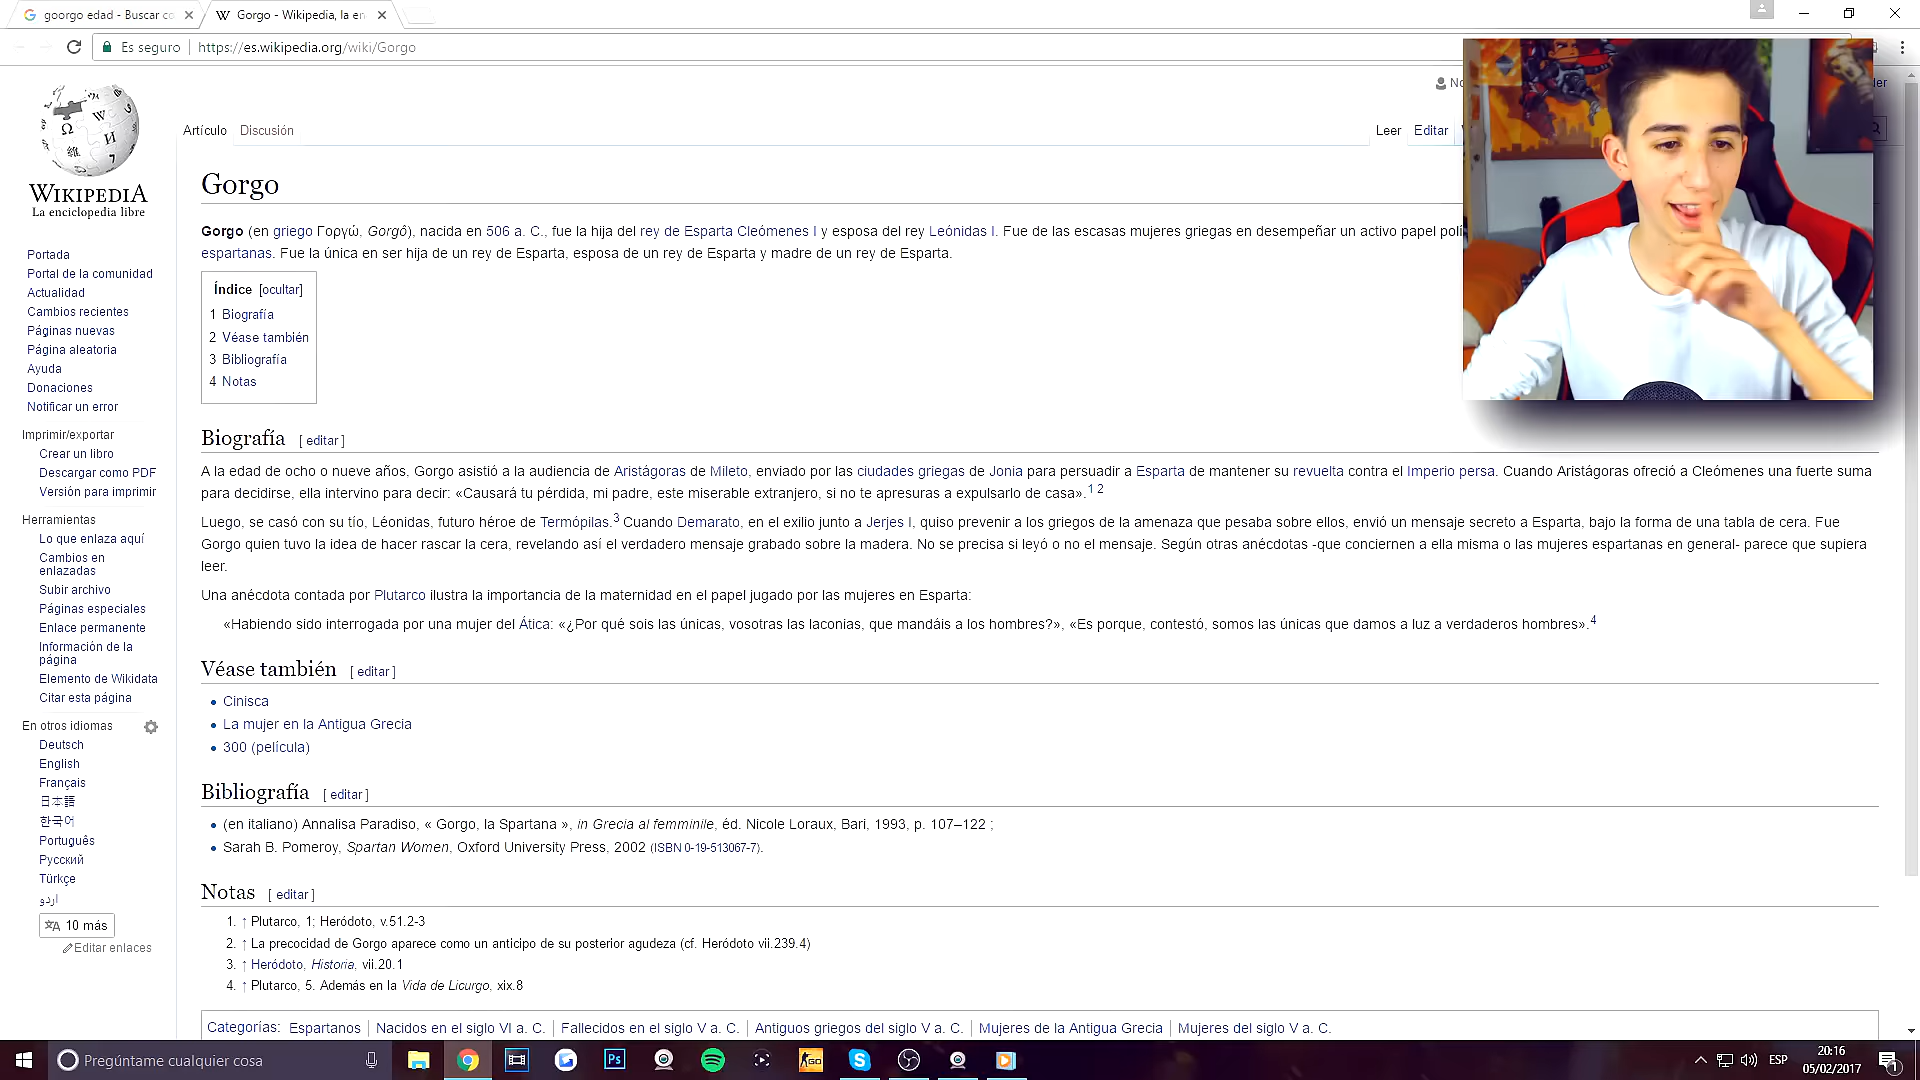 goorgo edad - Buscar co
Gorgo - Wikipedia, la en
Es seguro
https://es.wikipedia.org/wiki/Gorgo
WIKIPEDIA
La enciclopedia libre
Portada
Portal de la comunidad
Actualidad
Cambios recientes
Páginas nuevas
Página aleatoria
Ayuda
Donaciones
Notificar un error
Imprimir/exportar
Crear un libro
Descargar como PDF
Versión para imprimir
Herramientas
Lo que enlaza aquí
Cambios en
enlazadas
Subir archivo
Páginas especiales
Enlace permanente
Información de la
página
Elemento de Wikidata
Citar esta página
En otros idiomas
Deutsch
English
Français
日本語
한국어
Português
Русский
Türkçe
اردو
10 más
Editar enlaces
Artículo Discusión
Leer Editar
Gorgo
Gorgo (en griego Γοργώ, Gorgô), nacida en 506 a. C., fue la hija del rey de Esparta Cleómenes I y esposa del rey Leónidas I. Fue de las escasas mujeres griegas en desempeñar un activo papel polí
espartanas. Fue la única en ser hija de un rey de Esparta, esposa de un rey de Esparta y madre de un rey de Esparta.
Índice [ocultar]
1 Biografía
2 Véase también
3 Bibliografía
4 Notas
Biografía [ editar ]
A la edad de ocho o nueve años, Gorgo asistió a la audiencia de Aristágoras de Mileto, enviado por las ciudades griegas de Jonia para persuadir a Esparta de mantener su revuelta contra el Imperio persa. Cuando Aristágoras ofreció a Cleómenes una fuerte suma
para decidirse, ella intervino para decir: «Causará tu pérdida, mi padre, este miserable extranjero, si no te apresuras a expulsarlo de casa».1 2
Luego, se casó con su tío, Léonidas, futuro héroe de Termópilas.3 Cuando Demarato, en el exilio junto a Jerjes I, quiso prevenir a los griegos de la amenaza que pesaba sobre ellos, envió un mensaje secreto a Esparta, bajo la forma de una tabla de cera. Fue
Gorgo quien tuvo la idea de hacer rascar la cera, revelando así el verdadero mensaje grabado sobre la madera. No se precisa si leyó o no el mensaje. Según otras anécdotas -que conciernen a ella misma o las mujeres espartanas en general- parece que supiera
leer.
Una anécdota contada por Plutarco ilustra la importancia de la maternidad en el papel jugado por las mujeres en Esparta:
«Habiendo sido interrogada por una mujer del Ática: «¿Por qué sois las únicas, vosotras las laconias, que mandáis a los hombres?», «Es porque, contestó, somos las únicas que damos a luz a verdaderos hombres».4
Véase también [ editar ]
Cinisca
La mujer en la Antigua Grecia
300 (película)
Bibliografía [ editar ]
(en italiano) Annalisa Paradiso, « Gorgo, la Spartana », in Grecia al femminile, éd. Nicole Loraux, Bari, 1993, p. 107–122 ;
Sarah B. Pomeroy, Spartan Women, Oxford University Press, 2002 (ISBN 0-19-513067-7).
Notas [ editar ]
1. ↑ Plutarco, 1; Heródoto, v.51.2-3
2. ↑ La precocidad de Gorgo aparece como un anticipo de su posterior agudeza (cf. Heródoto vii.239.4)
3. ↑ Heródoto, Historia, vii.20.1
4. ↑ Plutarco, 5. Además en la Vida de Licurgo, xix.8
Categorías: Espartanos | Nacidos en el siglo VI a. C. | Fallecidos en el siglo V a. C. | Antiguos griegos del siglo V a. C. | Mujeres de la Antigua Grecia | Mujeres del siglo V a. C.
Pregúntame cualquier cosa
Ps
GO
ESP
20:16
05/02/2017
1